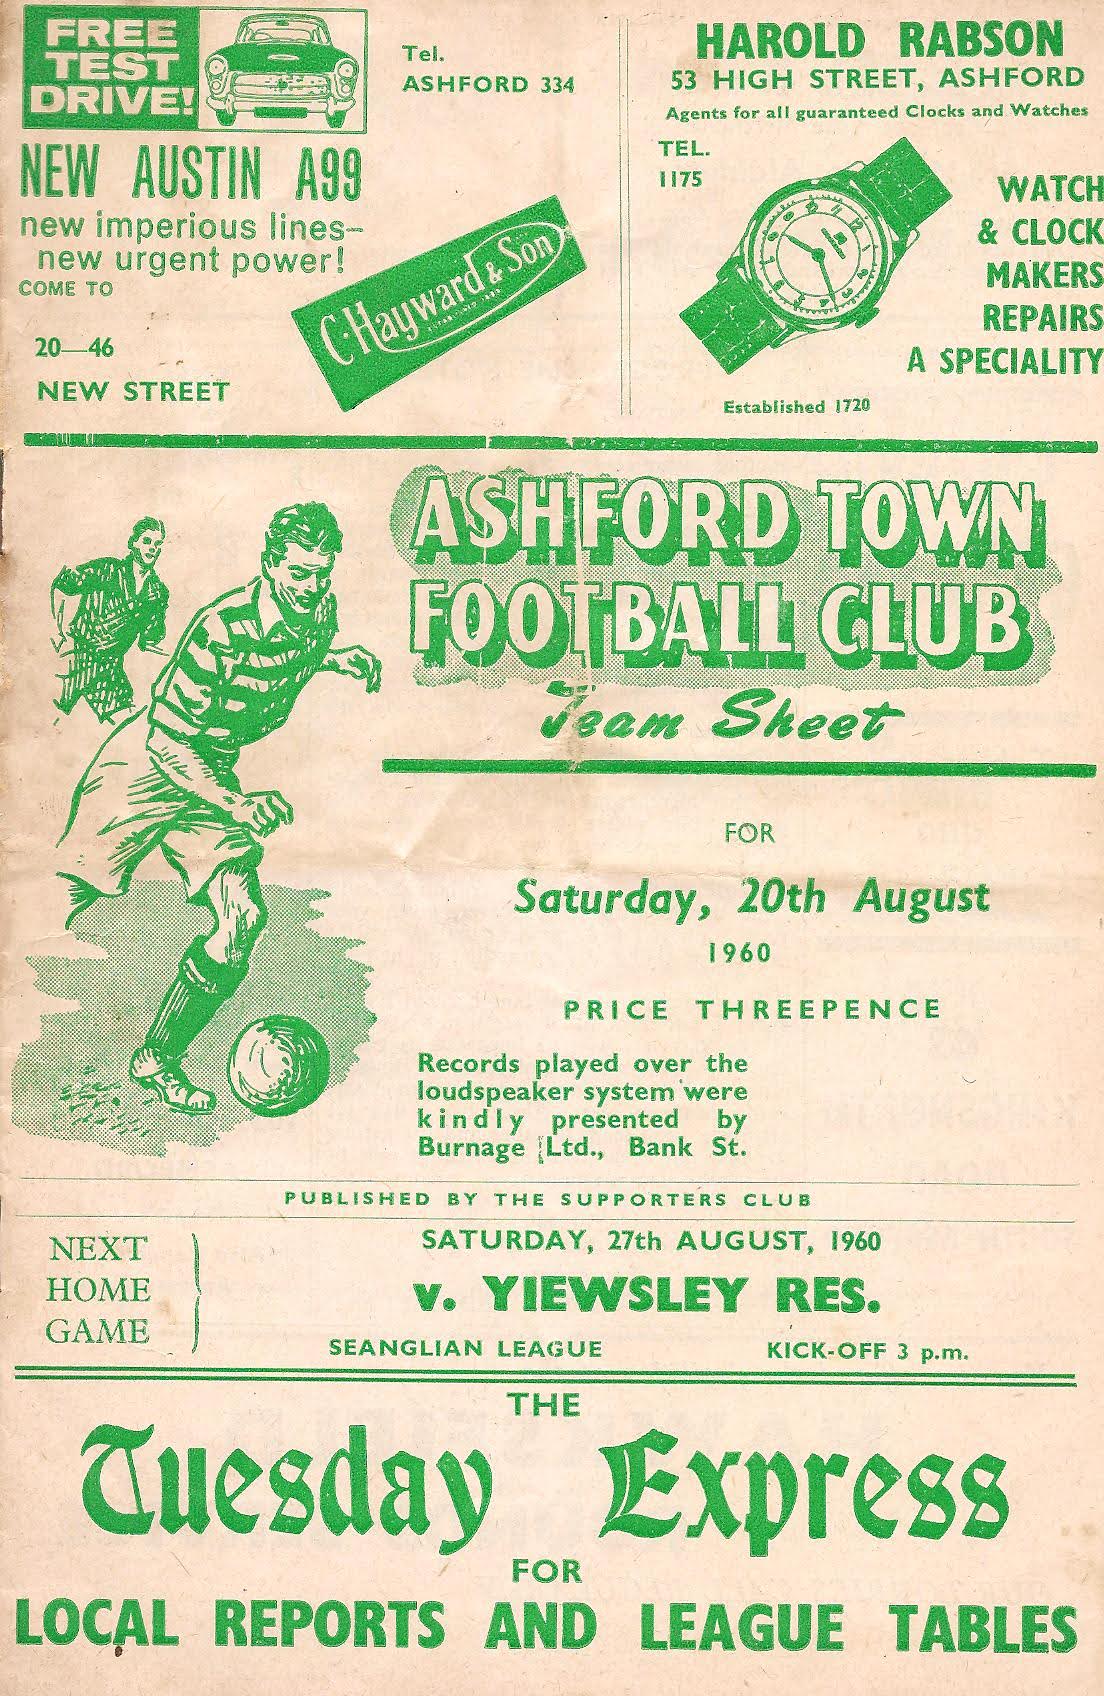 FREE
TEST
DRIVE!
NEW AUSTIN A99
new imperious lines–
new urgent power!
COME TO
20—46
NEW STREET
Tel.
ASHFORD 334
C. Hayward & Son
HAROLD RABSON
53 HIGH STREET, ASHFORD
Agents for all guaranteed Clocks and Watches
TEL.
1175
WATCH
& CLOCK
MAKERS
REPAIRS
A SPECIALITY
Established 1720
ASHFORD TOWN
FOOTBALL CLUB
Team Sheet
FOR
Saturday, 20th August
1960
PRICE THREEPENCE
Records played over the
loudspeaker system were
kindly presented by
Burnage Ltd., Bank St.
PUBLISHED BY THE SUPPORTERS CLUB
NEXT
HOME
GAME
SATURDAY, 27th AUGUST, 1960
v. YIEWSLEY RES.
SEANGLIAN LEAGUE KICK-OFF 3 p.m.
THE
Tuesday Express
FOR
LOCAL REPORTS AND LEAGUE TABLES